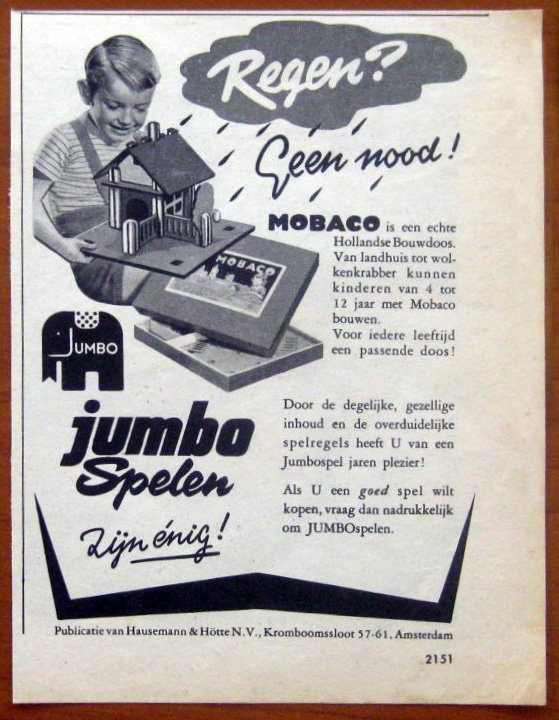 Regen?
Geen nood!
MOBACO is een echte
Hollandse Bouwdoos.
Van landhuis tot wol-
kenkrabber kunnen
kinderen van 4 tot
12 jaar met Mobaco
bouwen.
Voor iedere leeftijd
een passende doos!
MOBACO
JUMBO
jumbo
Spelen
zijn énig!
Door de degelijke, gezellige
inhoud en de overduidelijke
spelregels heeft U van een
Jumbospel jaren plezier!
Als U een goed spel wilt
kopen, vraag dan nadrukkelijk
om JUMBOspelen.
Publicatie van Hausemann & Hötte N.V., Kromboomssloot 57-61, Amsterdam
2151